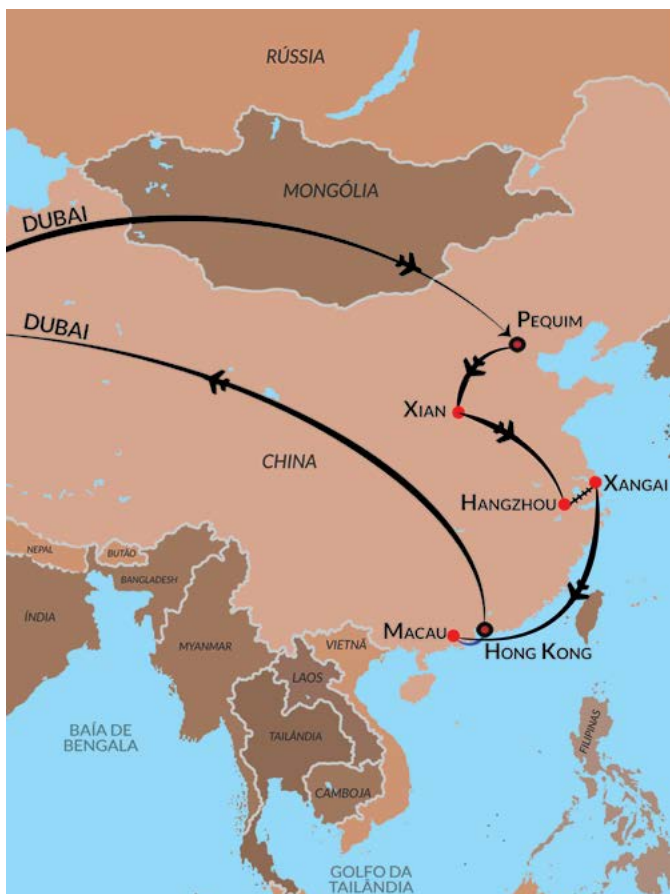 RÚSSIA
MONGÓLIA
DUBAI
PEQUIM
DUBAI
XIAN
CHINA
XANGAI
HANGZHOU
NEPAL
BUTÃO
BANGLADESH
ÍNDIA
MYANMAR
MACAU
VIETNÃ
HONG KONG
LAOS
BAÍA DE
BENGALA
TAILÂNDIA
FILIPINAS
CAMBOJA
GOLFO DA
TAILÂNDIA